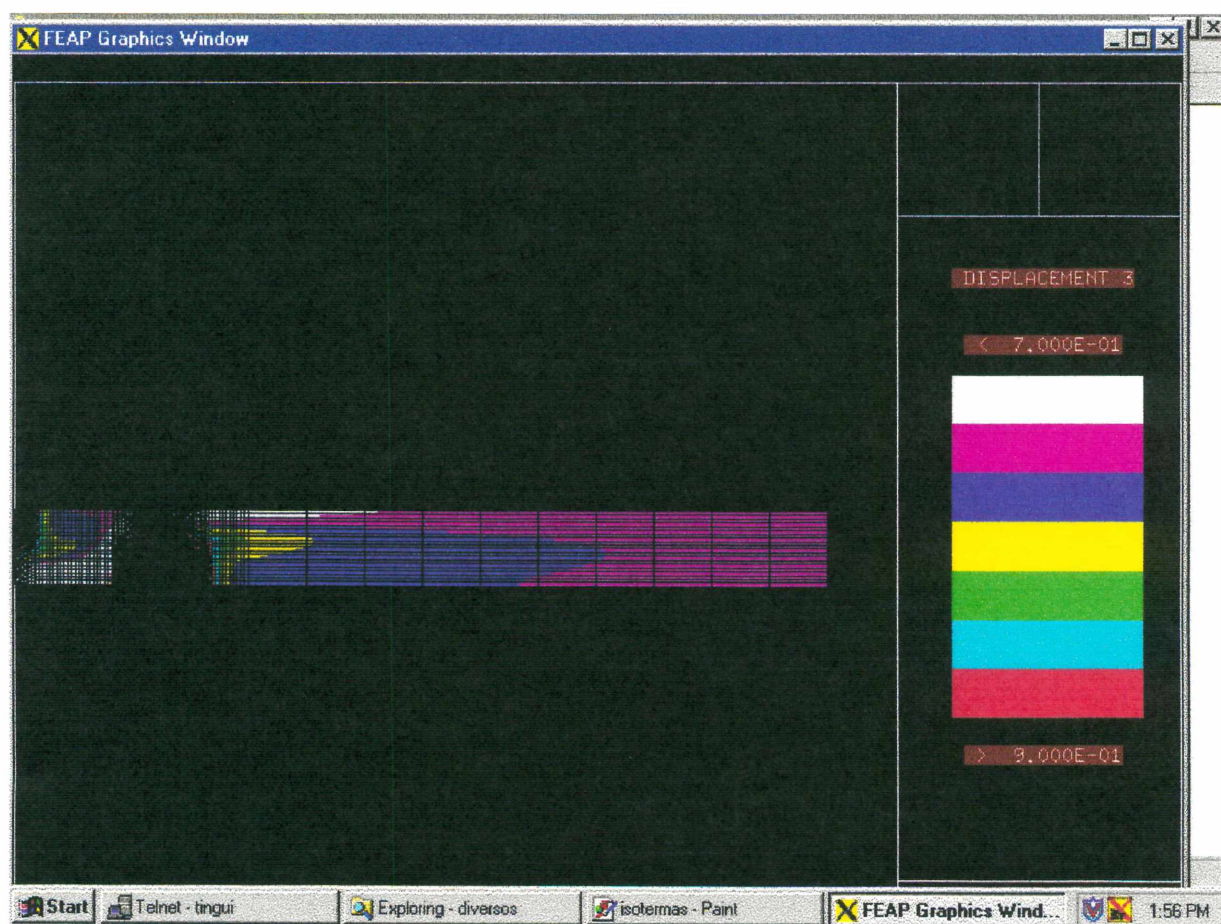 FEAP Graphics Window
DISPLACEMENT 3
< 7.000E-01
> 9.000E-01
Start
Telnet - tingui
Exploring - diversos
isotermas - Paint
FEAP Graphics Wind...
1:56 PM